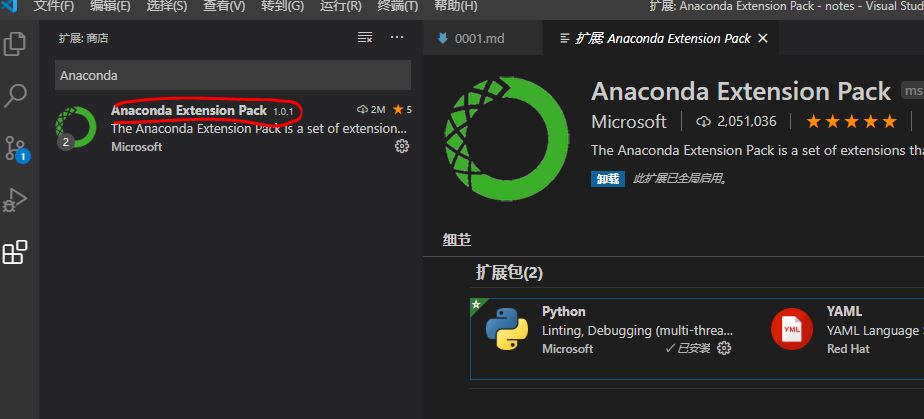 文件(F) 编辑(E) 选择(S) 查看(V) 转到(G) 运行(R) 终端(T) 帮助(H) 扩展: Anaconda Extension Pack - notes - Visual Stud
扩展: 商店
0001.md
扩展: Anaconda Extension Pack
Anaconda
Anaconda Extension Pack 1.0.1 2M 5
The Anaconda Extension Pack is a set of extension...
Microsoft
2
1
Anaconda Extension Pack ms
Microsoft 2,051,036
The Anaconda Extension Pack is a set of extensions tha
卸载 此扩展已全局启用。
细节
扩展包(2)
Python
Linting, Debugging (multi-threa...
Microsoft 已安装
YML
YAML
YAML Language
Red Hat